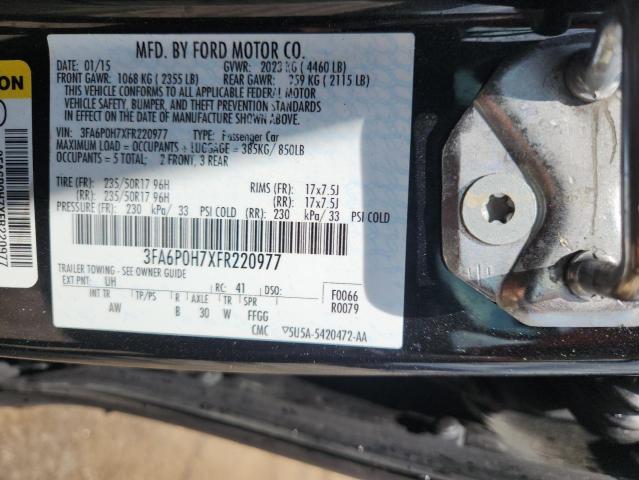 MFD. BY FORD MOTOR CO.
DATE: 01/15 GVWR: 2023 KG ( 4460 LB)
FRONT GAWR: 1068 KG ( 2355 LB) REAR GAWR: 959 KG ( 2115 LB)
THIS VEHICLE CONFORMS TO ALL APPLICABLE FEDERAL MOTOR
VEHICLE SAFETY, BUMPER, AND THEFT PREVENTION STANDARDS IN
EFFECT ON THE DATE OF MANUFACTURE SHOWN ABOVE.
VIN: 3FA6P0H7XFR220977 TYPE: Passenger Car
MAXIMUM LOAD = OCCUPANTS + LUGGAGE = 385KG/ 850LB
OCCUPANTS = 5 TOTAL; 2 FRONT, 3 REAR
TIRE (FR): 235/50R17 96H RIMS (FR): 17x7.5J
(RR): 235/50R17 96H (RR): 17x7.5J
PRESSURE (FR): 230 kPa/ 33 PSI COLD (RR): 230 kPa/ 33 PSI COLD
3FA6P0H7XFR220977
TRAILER TOWING - SEE OWNER GUIDE
EXT PNT: UH RC: 41 DSO: F0066
R0079
INT TR TP/PS R AXLE TR SPR
AW B 30 W FFGG
CMC ▽5U5A-5420472-AA